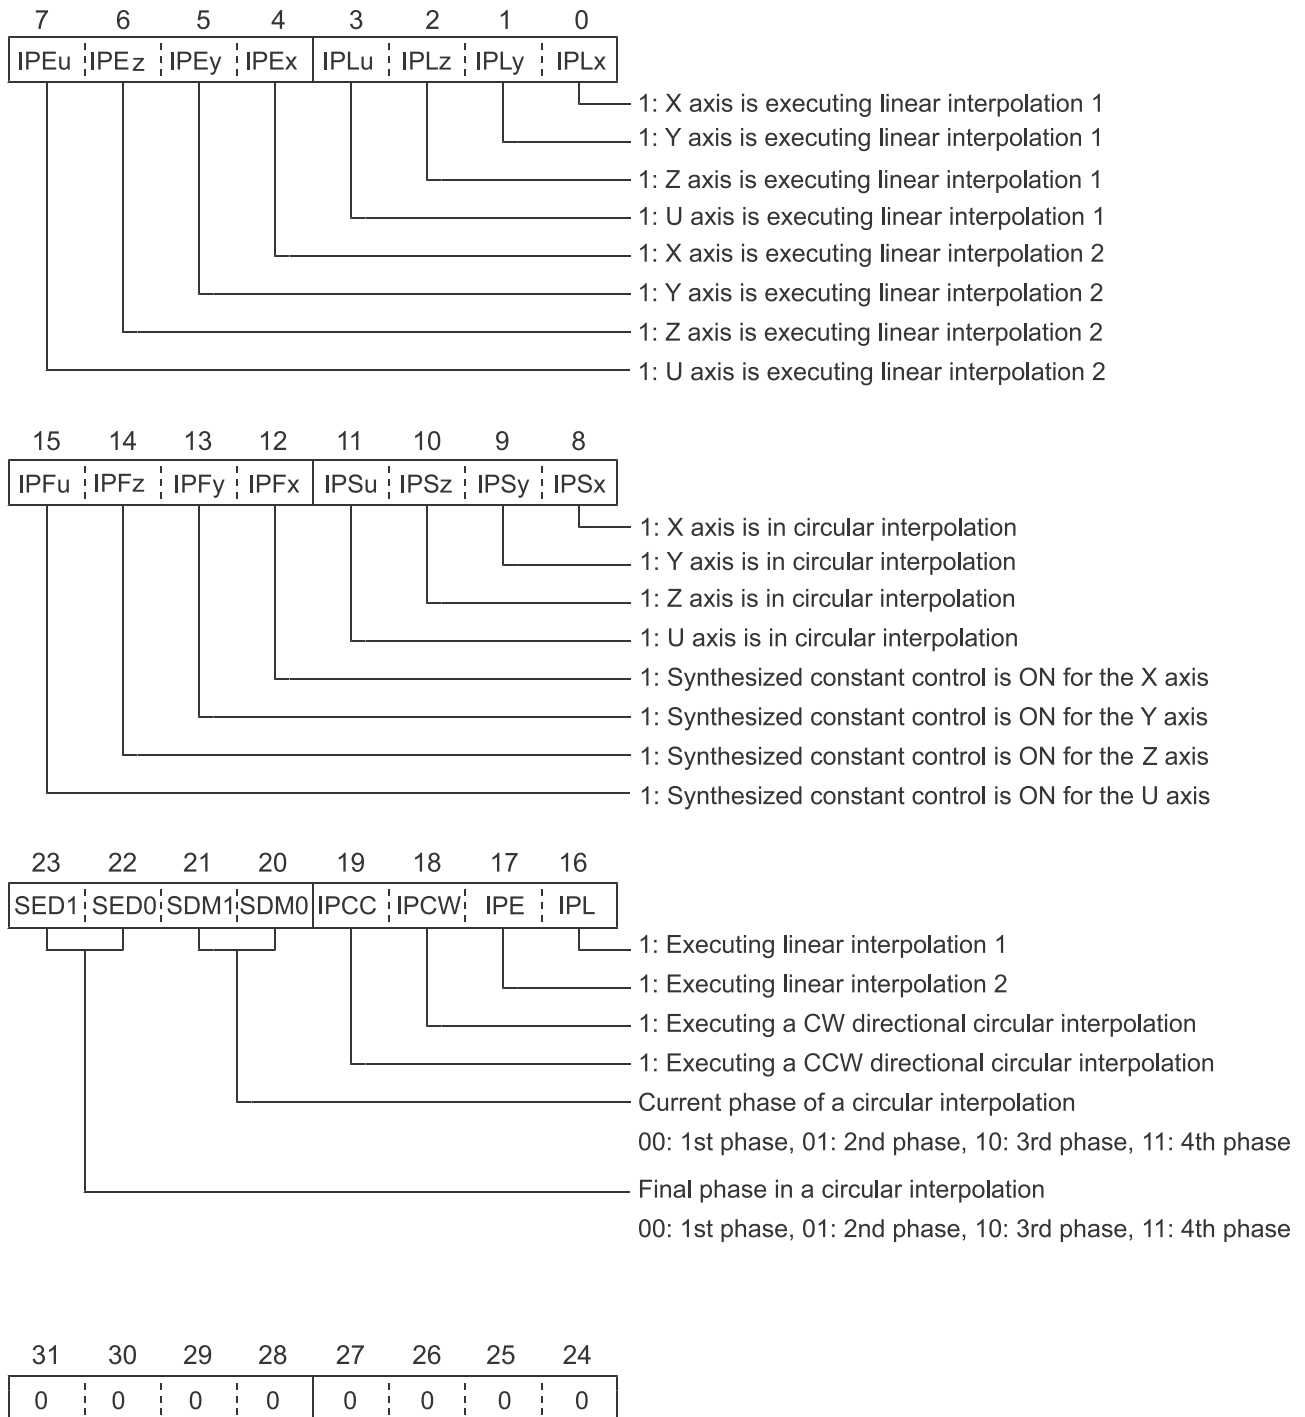 7 6 5 4 3 2 1 0
IPEu IPEz IPEy IPEx IPLu IPLz IPLy IPLx
1: X axis is executing linear interpolation 1
1: Y axis is executing linear interpolation 1
1: Z axis is executing linear interpolation 1
1: U axis is executing linear interpolation 1
1: X axis is executing linear interpolation 2
1: Y axis is executing linear interpolation 2
1: Z axis is executing linear interpolation 2
1: U axis is executing linear interpolation 2
15 14 13 12 11 10 9 8
IPFu IPFz IPFy IPFx IPSu IPSz IPSy IPSx
1: X axis is in circular interpolation
1: Y axis is in circular interpolation
1: Z axis is in circular interpolation
1: U axis is in circular interpolation
1: Synthesized constant control is ON for the X axis
1: Synthesized constant control is ON for the Y axis
1: Synthesized constant control is ON for the Z axis
1: Synthesized constant control is ON for the U axis
23 22 21 20 19 18 17 16
SED1 SED0 SDM1 SDM0 IPCC IPCW IPE IPL
1: Executing linear interpolation 1
1: Executing linear interpolation 2
1: Executing a CW directional circular interpolation
1: Executing a CCW directional circular interpolation
Current phase of a circular interpolation
00: 1st phase, 01: 2nd phase, 10: 3rd phase, 11: 4th phase
Final phase in a circular interpolation
00: 1st phase, 01: 2nd phase, 10: 3rd phase, 11: 4th phase
31 30 29 28 27 26 25 24
0 0 0 0 0 0 0 0